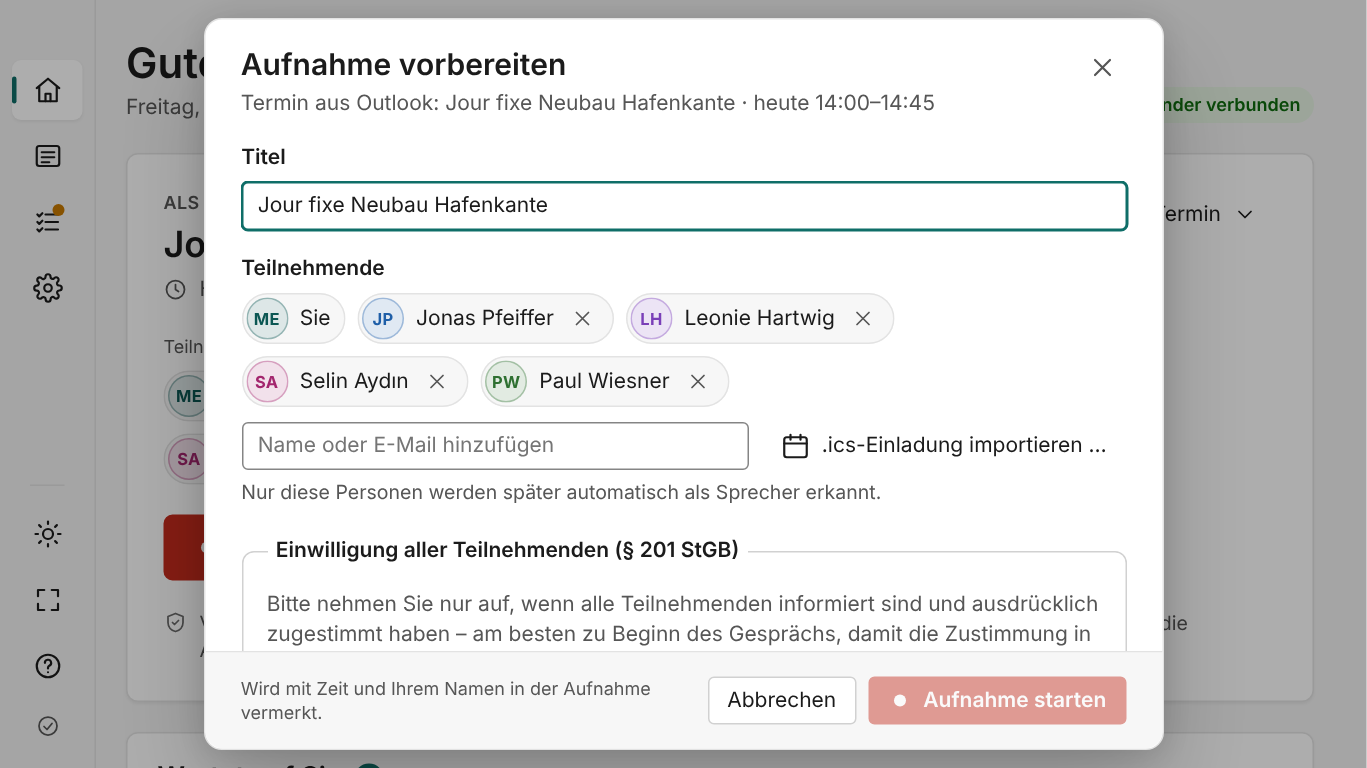 Gute
Freitag,
nder verbunden
ALS
Jo
ermin
Teiln
ME
SA
die
Aufnahme vorbereiten
Termin aus Outlook: Jour fixe Neubau Hafenkante · heute 14:00–14:45
Titel
Jour fixe Neubau Hafenkante
Teilnehmende
ME Sie JP Jonas Pfeiffer LH Leonie Hartwig
SA Selin Aydın PW Paul Wiesner
Name oder E-Mail hinzufügen .ics-Einladung importieren ...
Nur diese Personen werden später automatisch als Sprecher erkannt.
Einwilligung aller Teilnehmenden (§ 201 StGB)
Bitte nehmen Sie nur auf, wenn alle Teilnehmenden informiert sind und ausdrücklich
zugestimmt haben – am besten zu Beginn des Gesprächs, damit die Zustimmung in
Wird mit Zeit und Ihrem Namen in der Aufnahme
vermerkt.
Abbrechen Aufnahme starten